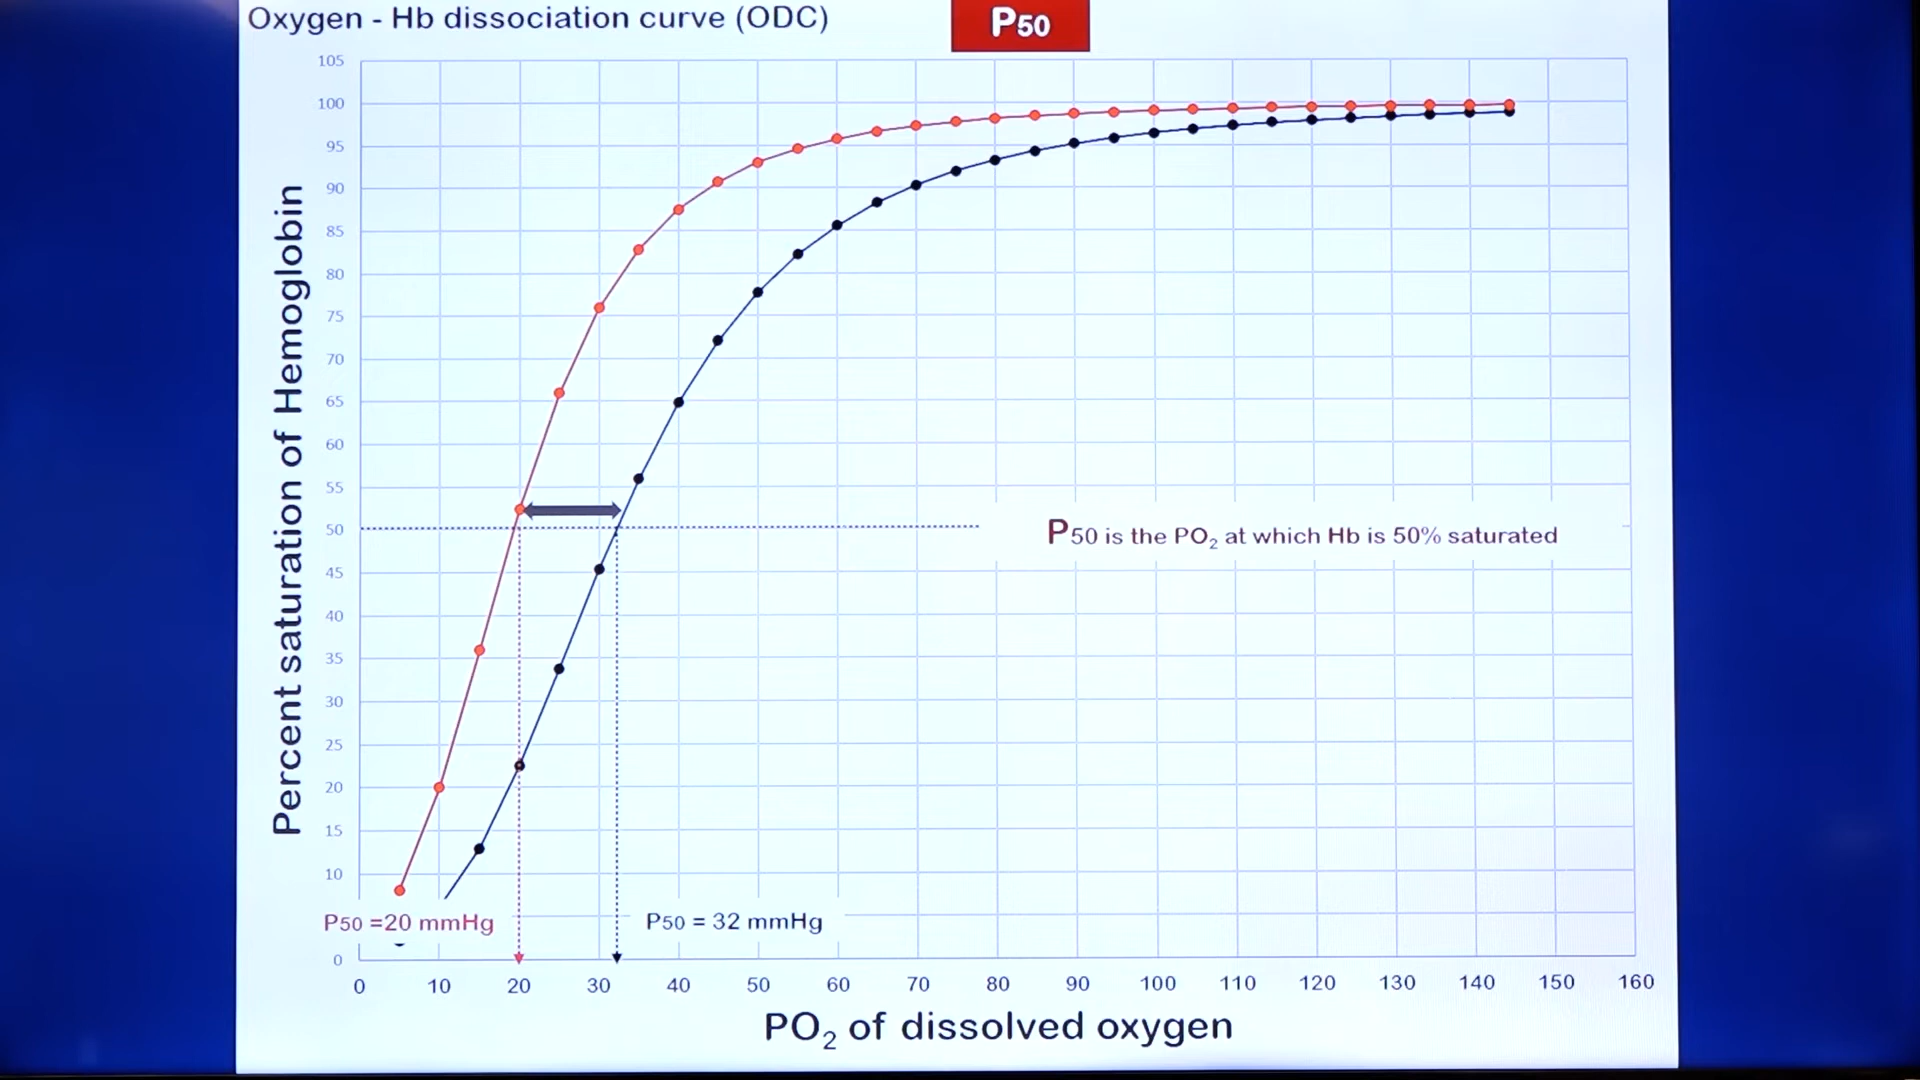 Oxygen - Hb dissociation curve (ODC)
P50
105
100
95
90
85
80
75
70
65
60
55
50
45
40
35
30
25
20
15
10
0
Percent saturation of Hemoglobin
P50 is the PO2 at which Hb is 50% saturated
P50 =20 mmHg
P50 = 32 mmHg
0 10 20 30 40 50 60 70 80 90 100 110 120 130 140 150 160
PO2 of dissolved oxygen